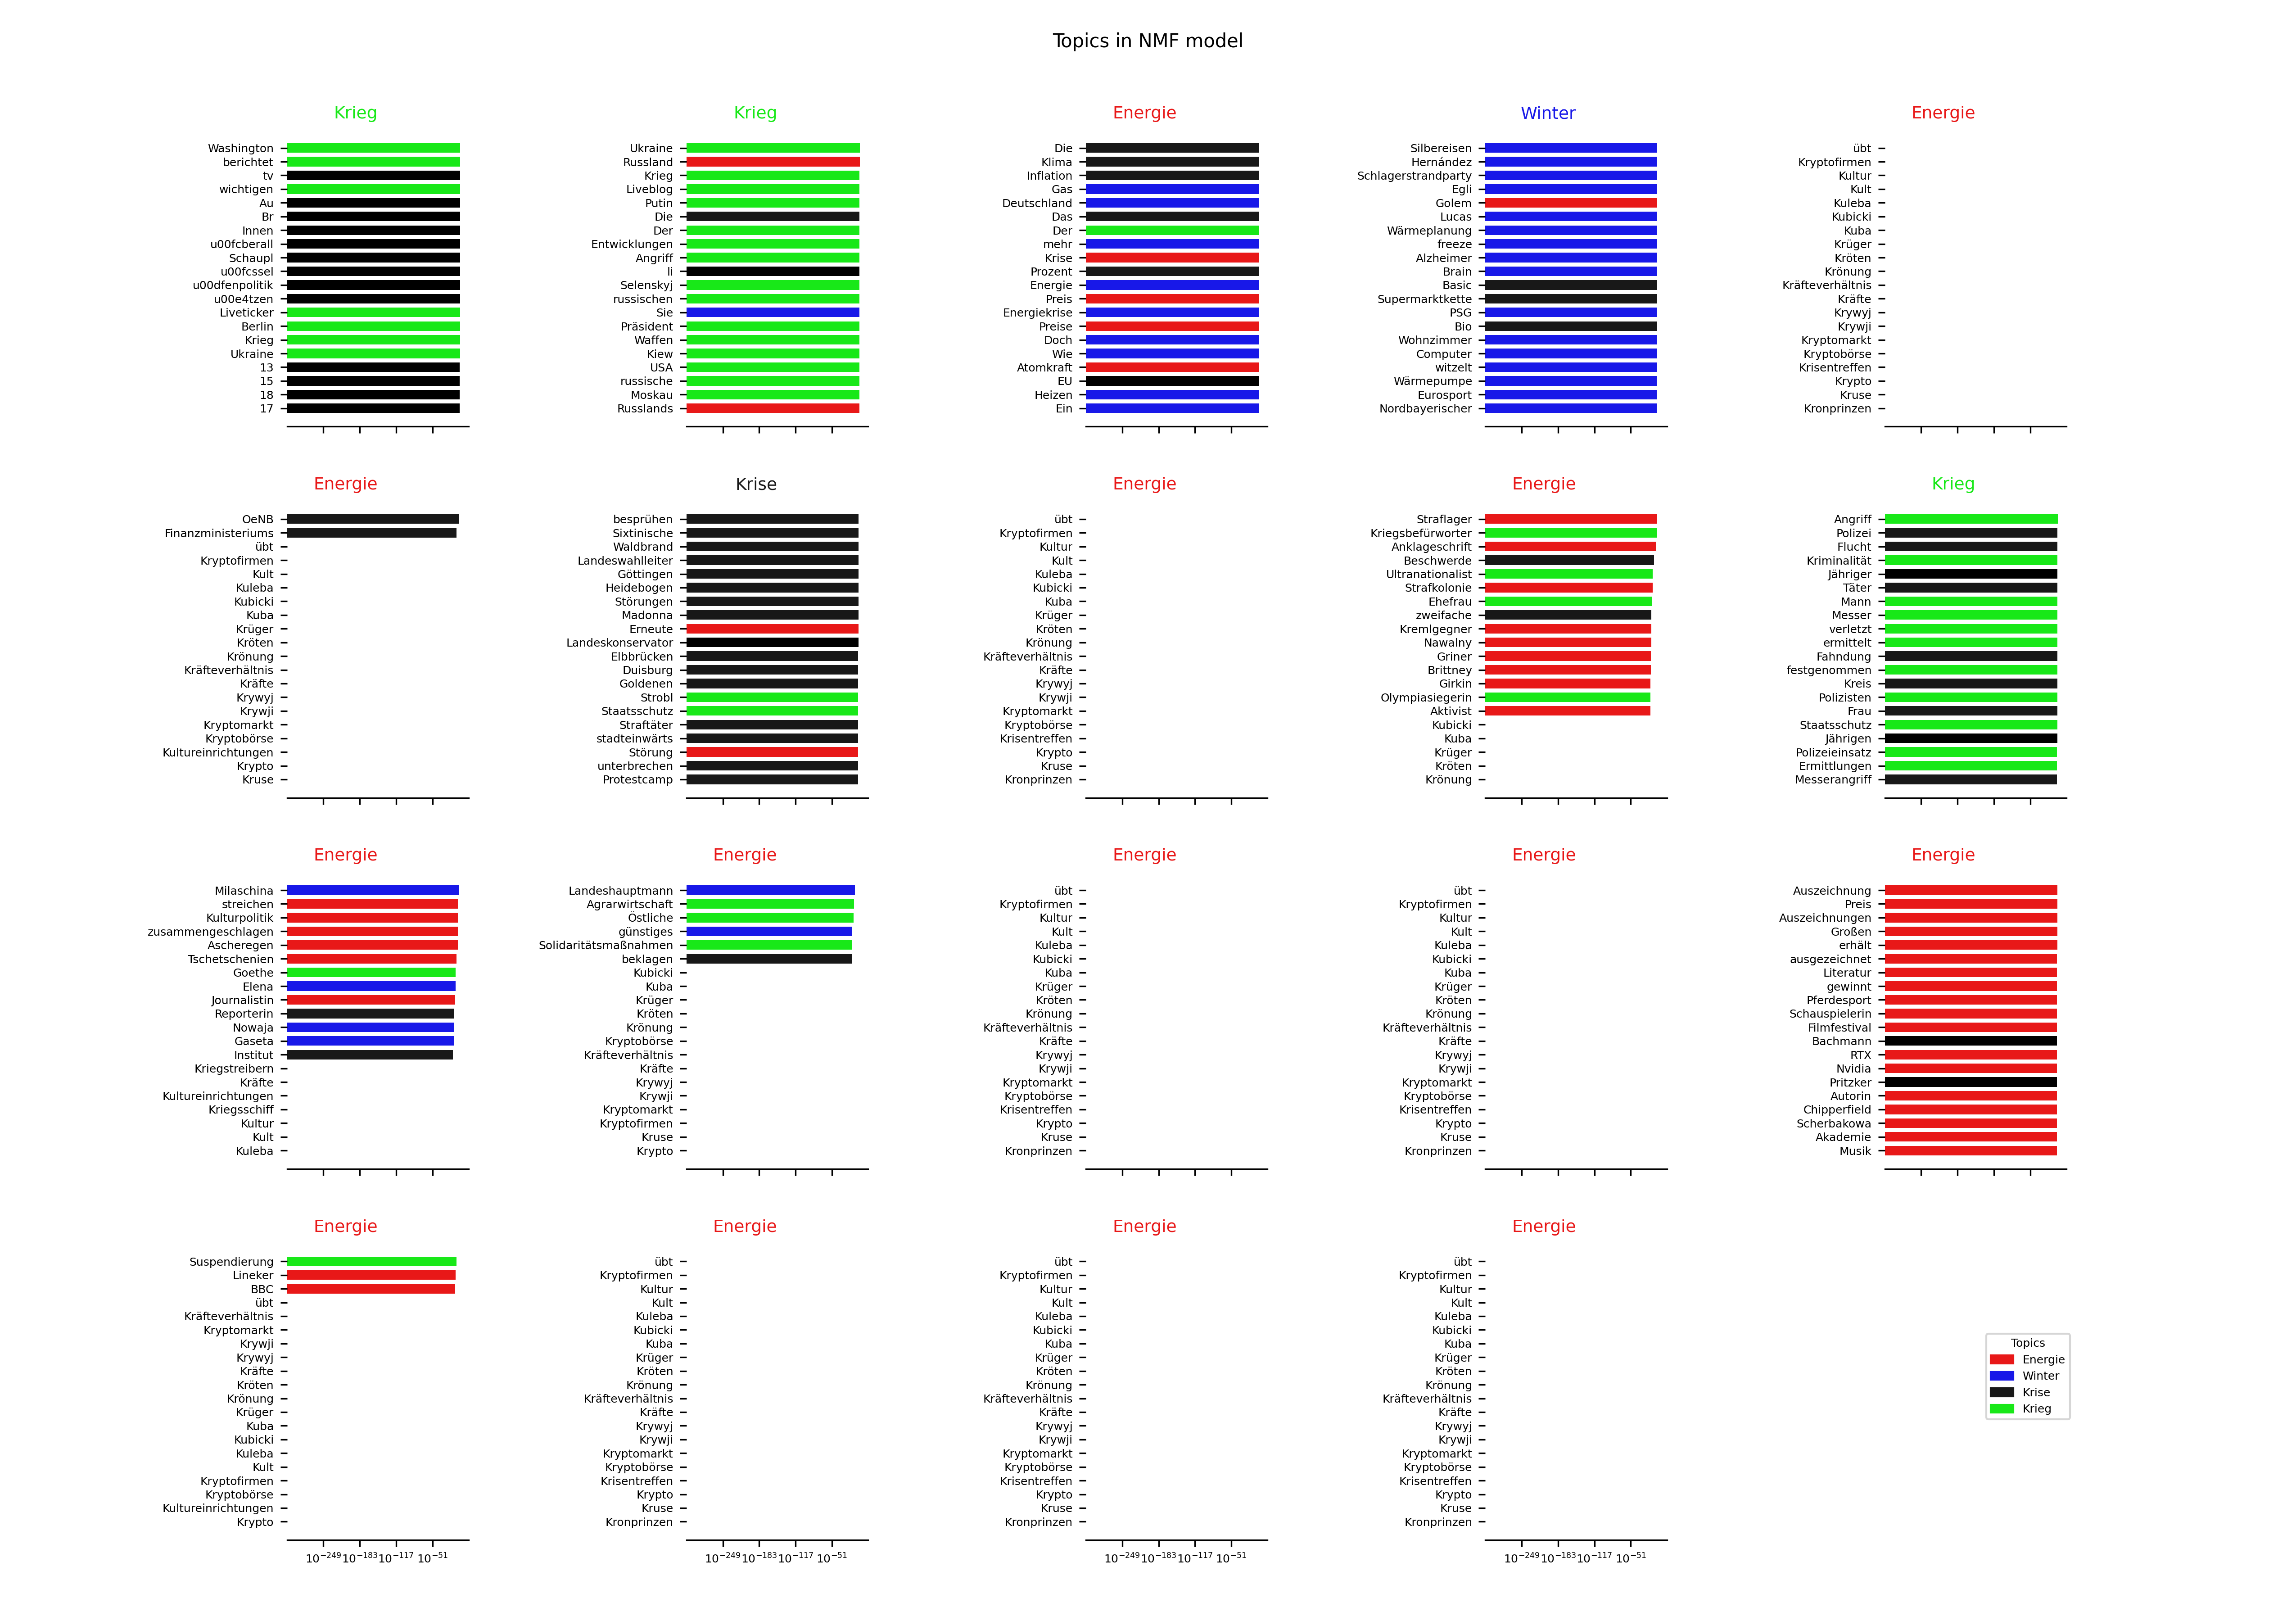 Topics in NMF model
Krieg
Washington
berichtet
tv
wichtigen
Au
Br
Innen
u00fcberall
Schaupl
u00fcssel
u00dfenpolitik
u00e4tzen
Liveticker
Berlin
Krieg
Ukraine
13
15
18
17
Krieg
Ukraine
Russland
Krieg
Liveblog
Putin
Die
Der
Entwicklungen
Angriff
li
Selenskyj
russischen
Sie
Präsident
Waffen
Kiew
USA
russische
Moskau
Russlands
Energie
Die
Klima
Inflation
Gas
Deutschland
Das
Der
mehr
Krise
Prozent
Energie
Preis
Energiekrise
Preise
Doch
Wie
Atomkraft
EU
Heizen
Ein
Winter
Silbereisen
Hernández
Schlagerstrandparty
Egli
Golem
Lucas
Wärmeplanung
freeze
Alzheimer
Brain
Basic
Supermarktkette
PSG
Bio
Wohnzimmer
Computer
witzelt
Wärmepumpe
Eurosport
Nordbayerischer
Energie
übt
Kryptofirmen
Kultur
Kult
Kuleba
Kubicki
Kuba
Krüger
Kröten
Krönung
Kräfteverhältnis
Kräfte
Krywyj
Krywji
Kryptomarkt
Kryptobörse
Krisentreffen
Krypto
Kruse
Kronprinzen
Energie
OeNB
Finanzministeriums
übt
Kryptofirmen
Kult
Kuleba
Kubicki
Kuba
Krüger
Kröten
Krönung
Kräfteverhältnis
Kräfte
Krywyj
Krywji
Kryptomarkt
Kryptobörse
Kultureinrichtungen
Krypto
Kruse
Krise
besprühen
Sixtinische
Waldbrand
Landeswahlleiter
Göttingen
Heidebogen
Störungen
Madonna
Erneute
Landeskonservator
Elbbrücken
Duisburg
Goldenen
Strobl
Staatsschutz
Straftäter
stadteinwärts
Störung
unterbrechen
Protestcamp
Energie
übt
Kryptofirmen
Kultur
Kult
Kuleba
Kubicki
Kuba
Krüger
Kröten
Krönung
Kräfteverhältnis
Kräfte
Krywyj
Krywji
Kryptomarkt
Kryptobörse
Krisentreffen
Krypto
Kruse
Kronprinzen
Energie
Straflager
Kriegsbefürworter
Anklageschrift
Beschwerde
Ultranationalist
Strafkolonie
Ehefrau
zweifache
Kremlgegner
Nawalny
Griner
Brittney
Girkin
Olympiasiegerin
Aktivist
Kubicki
Kuba
Krüger
Kröten
Krönung
Krieg
Angriff
Polizei
Flucht
Kriminalität
Jähriger
Täter
Mann
Messer
verletzt
ermittelt
Fahndung
festgenommen
Kreis
Polizisten
Frau
Staatsschutz
Jährigen
Polizeieinsatz
Ermittlungen
Messerangriff
Energie
Milaschina
streichen
Kulturpolitik
zusammengeschlagen
Ascheregen
Tschetschenien
Goethe
Elena
Journalistin
Reporterin
Nowaja
Gaseta
Institut
Kriegstreibern
Kräfte
Kultureinrichtungen
Kriegsschiff
Kultur
Kult
Kuleba
Energie
Landeshauptmann
Agrarwirtschaft
Östliche
günstiges
Solidaritätsmaßnahmen
beklagen
Kubicki
Kuba
Krüger
Kröten
Krönung
Kryptobörse
Kräfteverhältnis
Kräfte
Krywyj
Krywji
Kryptomarkt
Kryptofirmen
Kruse
Krypto
Energie
übt
Kryptofirmen
Kultur
Kult
Kuleba
Kubicki
Kuba
Krüger
Kröten
Krönung
Kräfteverhältnis
Kräfte
Krywyj
Krywji
Kryptomarkt
Kryptobörse
Krisentreffen
Krypto
Kruse
Kronprinzen
Energie
übt
Kryptofirmen
Kultur
Kult
Kuleba
Kubicki
Kuba
Krüger
Kröten
Krönung
Kräfteverhältnis
Kräfte
Krywyj
Krywji
Kryptomarkt
Kryptobörse
Krisentreffen
Krypto
Kruse
Kronprinzen
Energie
Auszeichnung
Preis
Auszeichnungen
Großen
erhält
ausgezeichnet
Literatur
gewinnt
Pferdesport
Schauspielerin
Filmfestival
Bachmann
RTX
Nvidia
Pritzker
Autorin
Chipperfield
Scherbakowa
Akademie
Musik
Energie
Suspendierung
Lineker
BBC
übt
Kräfteverhältnis
Kryptomarkt
Krywji
Krywyj
Kräfte
Kröten
Krönung
Krüger
Kuba
Kubicki
Kuleba
Kult
Kryptofirmen
Kryptobörse
Kultureinrichtungen
Krypto
10⁻²⁴⁹ 10⁻¹⁸³ 10⁻¹¹⁷ 10⁻⁵¹
Energie
übt
Kryptofirmen
Kultur
Kult
Kuleba
Kubicki
Kuba
Krüger
Kröten
Krönung
Kräfteverhältnis
Kräfte
Krywyj
Krywji
Kryptomarkt
Kryptobörse
Krisentreffen
Krypto
Kruse
Kronprinzen
10⁻²⁴⁹ 10⁻¹⁸³ 10⁻¹¹⁷ 10⁻⁵¹
Energie
übt
Kryptofirmen
Kultur
Kult
Kuleba
Kubicki
Kuba
Krüger
Kröten
Krönung
Kräfteverhältnis
Kräfte
Krywyj
Krywji
Kryptomarkt
Kryptobörse
Krisentreffen
Krypto
Kruse
Kronprinzen
10⁻²⁴⁹ 10⁻¹⁸³ 10⁻¹¹⁷ 10⁻⁵¹
Energie
übt
Kryptofirmen
Kultur
Kult
Kuleba
Kubicki
Kuba
Krüger
Kröten
Krönung
Kräfteverhältnis
Kräfte
Krywyj
Krywji
Kryptomarkt
Kryptobörse
Krisentreffen
Krypto
Kruse
Kronprinzen
10⁻²⁴⁹ 10⁻¹⁸³ 10⁻¹¹⁷ 10⁻⁵¹
Topics
Energie
Winter
Krise
Krieg